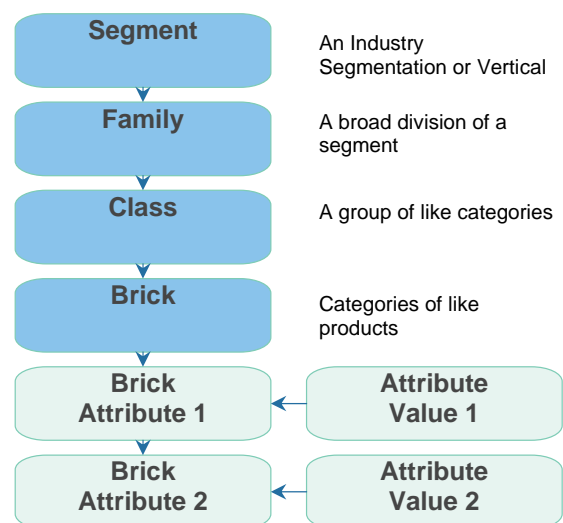 Segment
An Industry
Segmentation or Vertical
Family
A broad division of a
segment
Class
A group of like categories
Brick
Categories of like
products
Brick
Attribute 1
Attribute
Value 1
Brick
Attribute 2
Attribute
Value 2